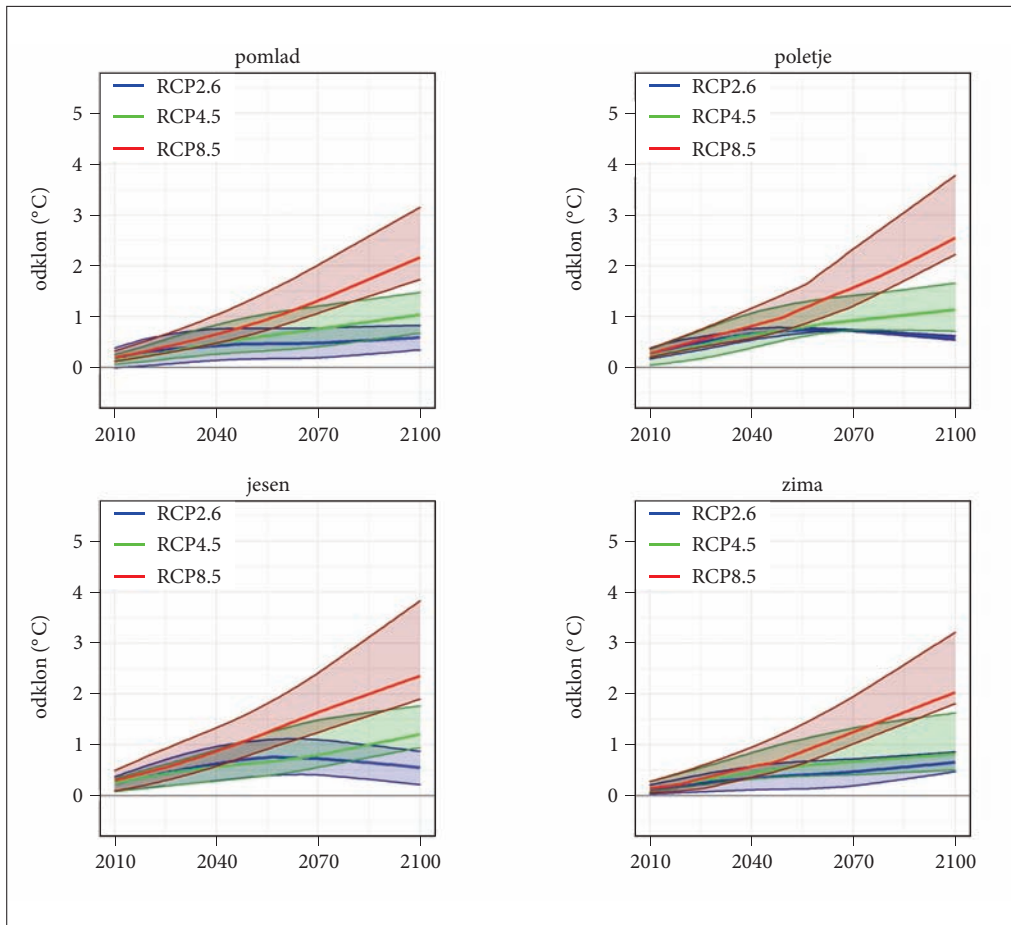 pomlad
RCP2.6
RCP4.5
RCP8.5
5
4
3
2
1
0
odklon (°C)
2010 2040 2070 2100
poletje
RCP2.6
RCP4.5
RCP8.5
5
4
3
2
1
0
odklon (°C)
2010 2040 2070 2100
jesen
RCP2.6
RCP4.5
RCP8.5
5
4
3
2
1
0
odklon (°C)
2010 2040 2070 2100
zima
RCP2.6
RCP4.5
RCP8.5
5
4
3
2
1
0
odklon (°C)
2010 2040 2070 2100